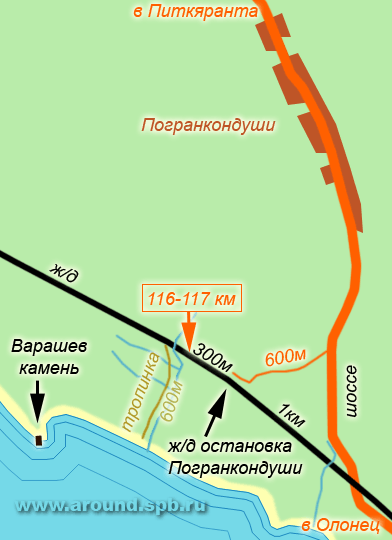 в Питкяранта
Погранкондуши
ж/д
116-117 км
300м
600м
Варашев
камень
тропинка
600м
шоссе
1км
ж/д остановка
Погранкондуши
www.around.spb.ru
в Олонец